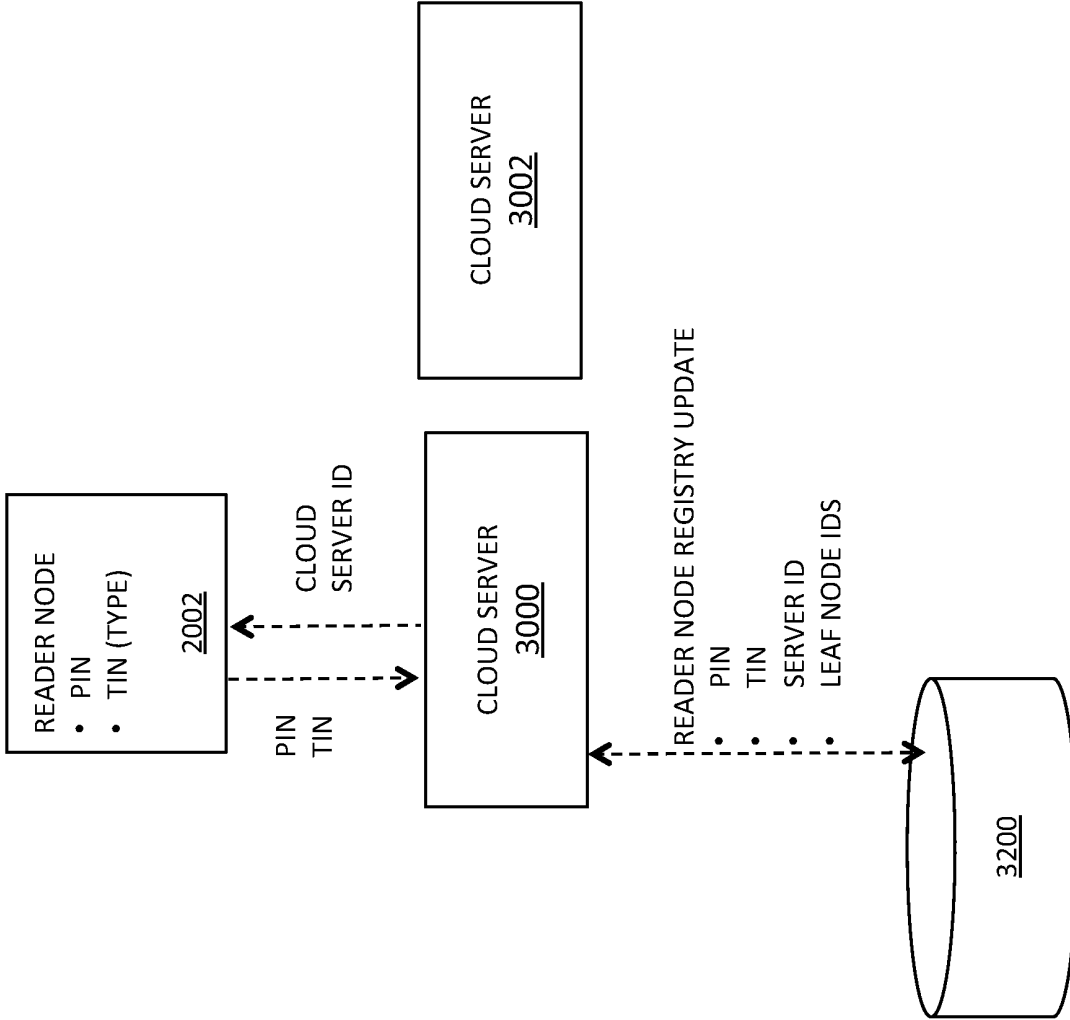 READER NODE
• PIN
• TIN (TYPE)
2002
PIN
TIN
CLOUD
SERVER ID
CLOUD SERVER
3000
CLOUD SERVER
3002
READER NODE REGISTRY UPDATE
• PIN
• TIN
• SERVER ID
• LEAF NODE IDS
3200